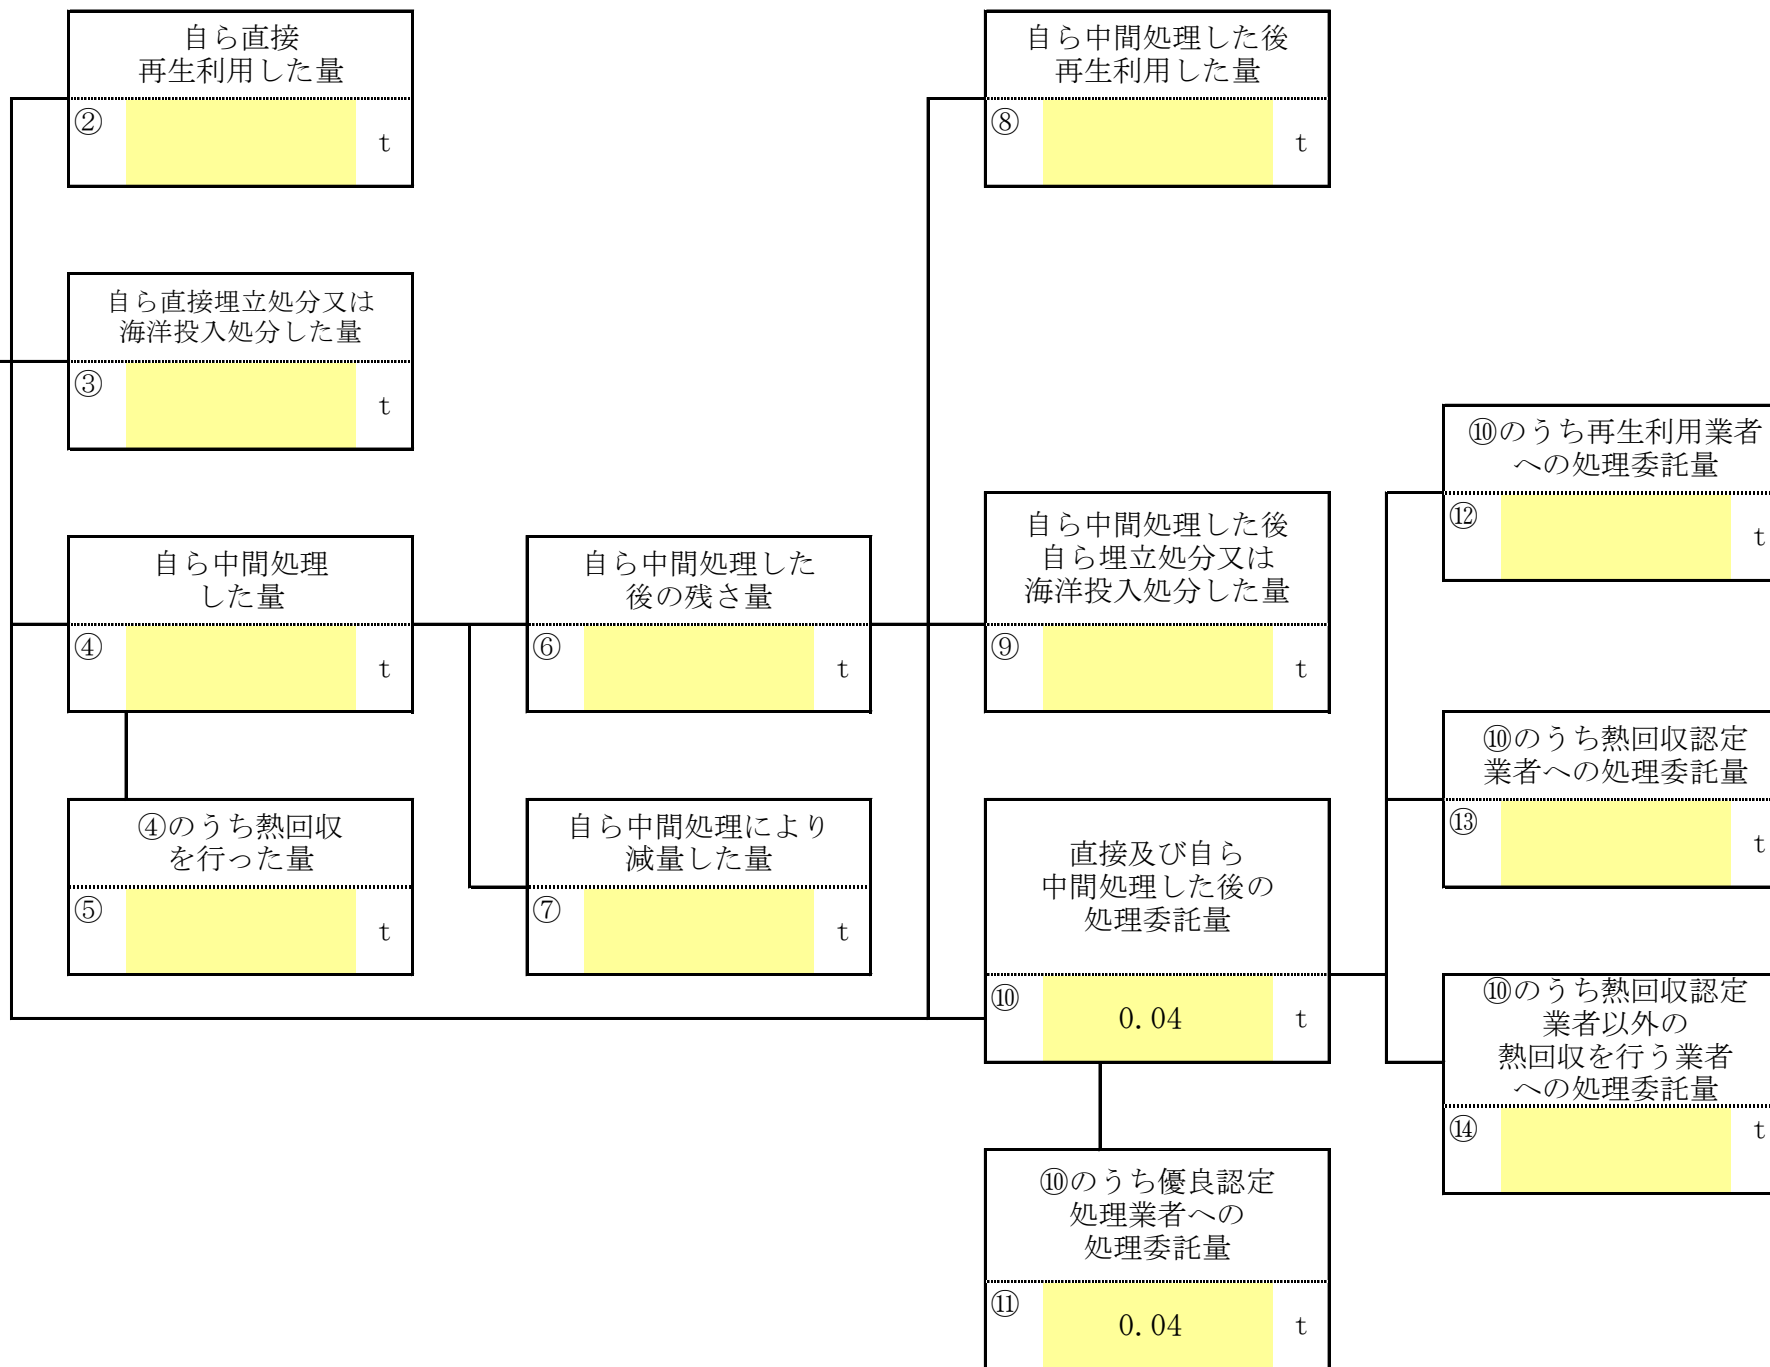 自ら直接
再生利用した量
②
t
自ら中間処理した後
再生利用した量
⑧
t
自ら直接埋立処分又は
海洋投入処分した量
③
t
⑩のうち再生利用業者
への処理委託量
⑫
t
自ら中間処理
した量
④
t
自ら中間処理した
後の残さ量
⑥
t
自ら中間処理した後
自ら埋立処分又は
海洋投入処分した量
⑨
t
⑩のうち熱回収認定
業者への処理委託量
⑬
t
④のうち熱回収
を行った量
⑤
t
自ら中間処理により
減量した量
⑦
t
直接及び自ら
中間処理した後の
処理委託量
⑩
0.04 t
⑩のうち熱回収認定
業者以外の
熱回収を行う業者
への処理委託量
⑭
t
⑩のうち優良認定
処理業者への
処理委託量
⑪
0.04 t